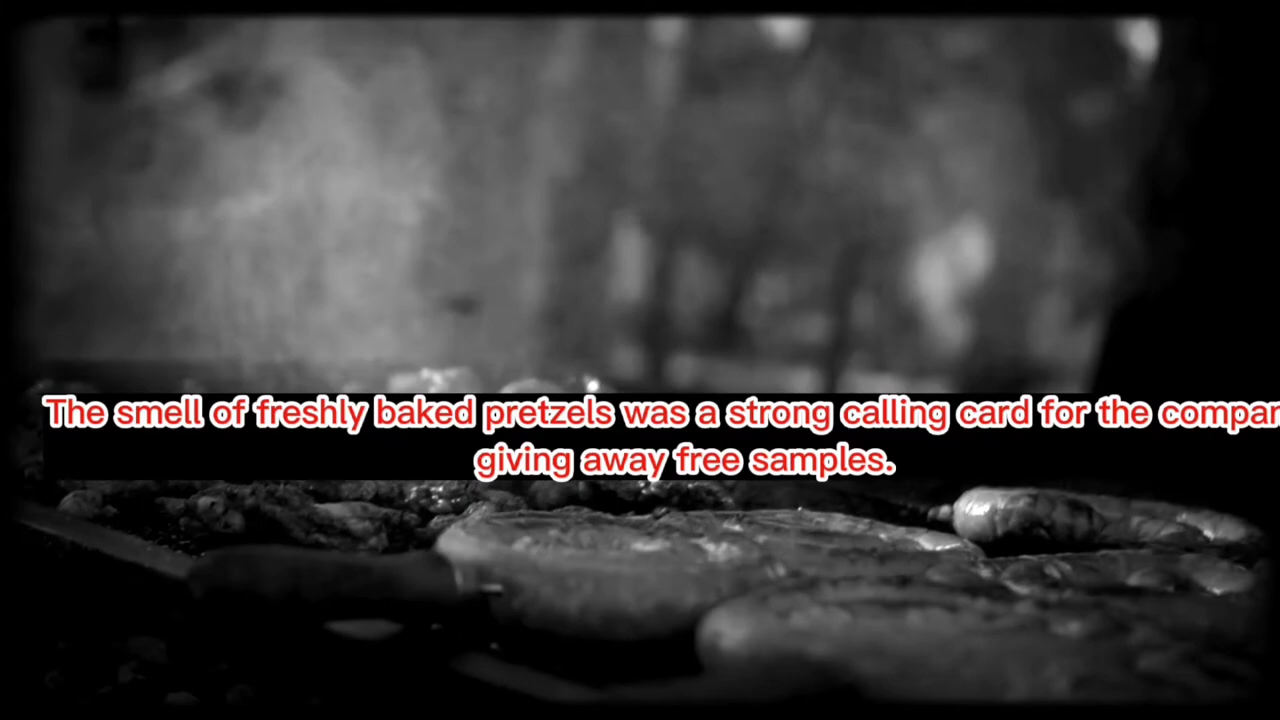 The smell of freshly baked pretzels was a strong calling card for the
giving away free samples.